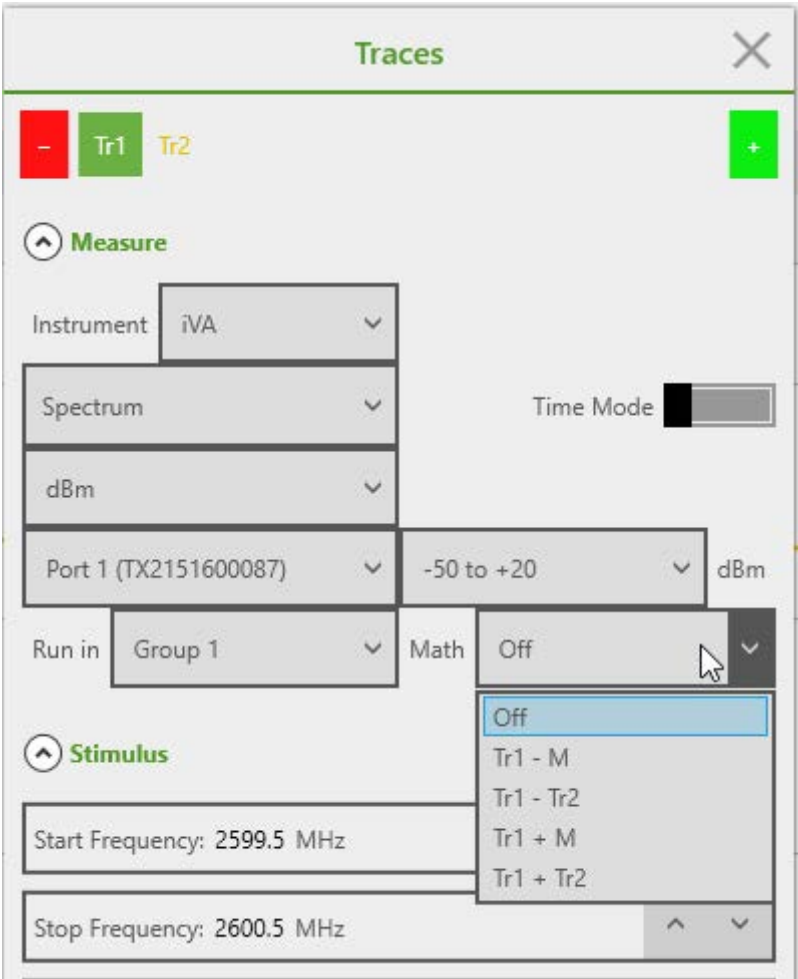 Traces
– Tr1 Tr2 +
Measure
Instrument iVA
Spectrum Time Mode
dBm
Port 1 (TX2151600087) -50 to +20 dBm
Run in Group 1 Math Off
Off
Tr1 - M
Tr1 - Tr2
Tr1 + M
Tr1 + Tr2
Stimulus
Start Frequency: 2599.5 MHz
Stop Frequency: 2600.5 MHz